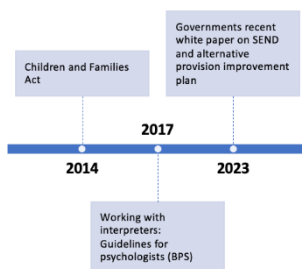 Governments recent
white paper on SEND
and alternative
provision improvement
plan
Children and Families
Act
2017
2014
2023
Working with
interpreters:
Guidelines for
psychologists (BPS)